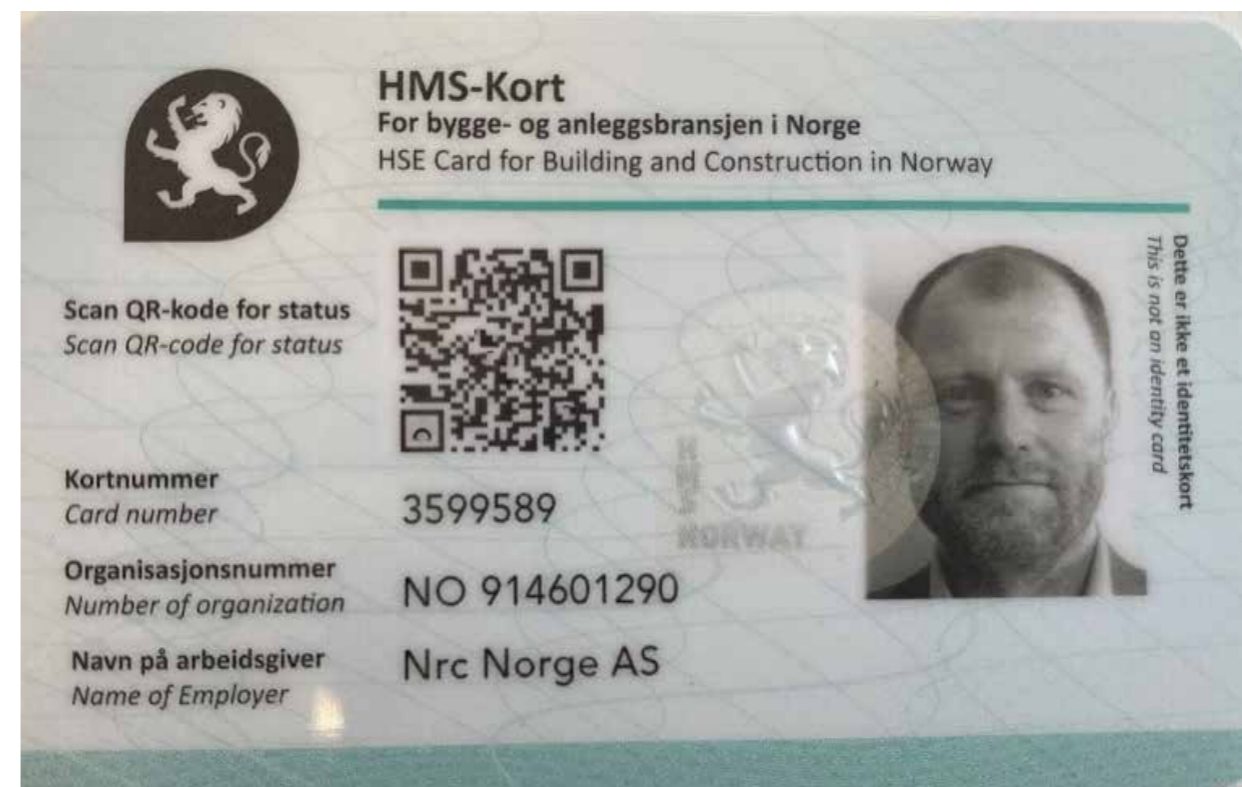 HMS-Kort
For bygge- og anleggsbransjen i Norge
HSE Card for Building and Construction in Norway
Scan QR-kode for status
Scan QR-code for status
Kortnummer
Card number
3599589
Organisasjonsnummer
Number of organization
NO 914601290
Navn på arbeidsgiver
Name of Employer
Nrc Norge AS
HMS
NORWAY
Dette er ikke et identitetskort
This is not an identity card